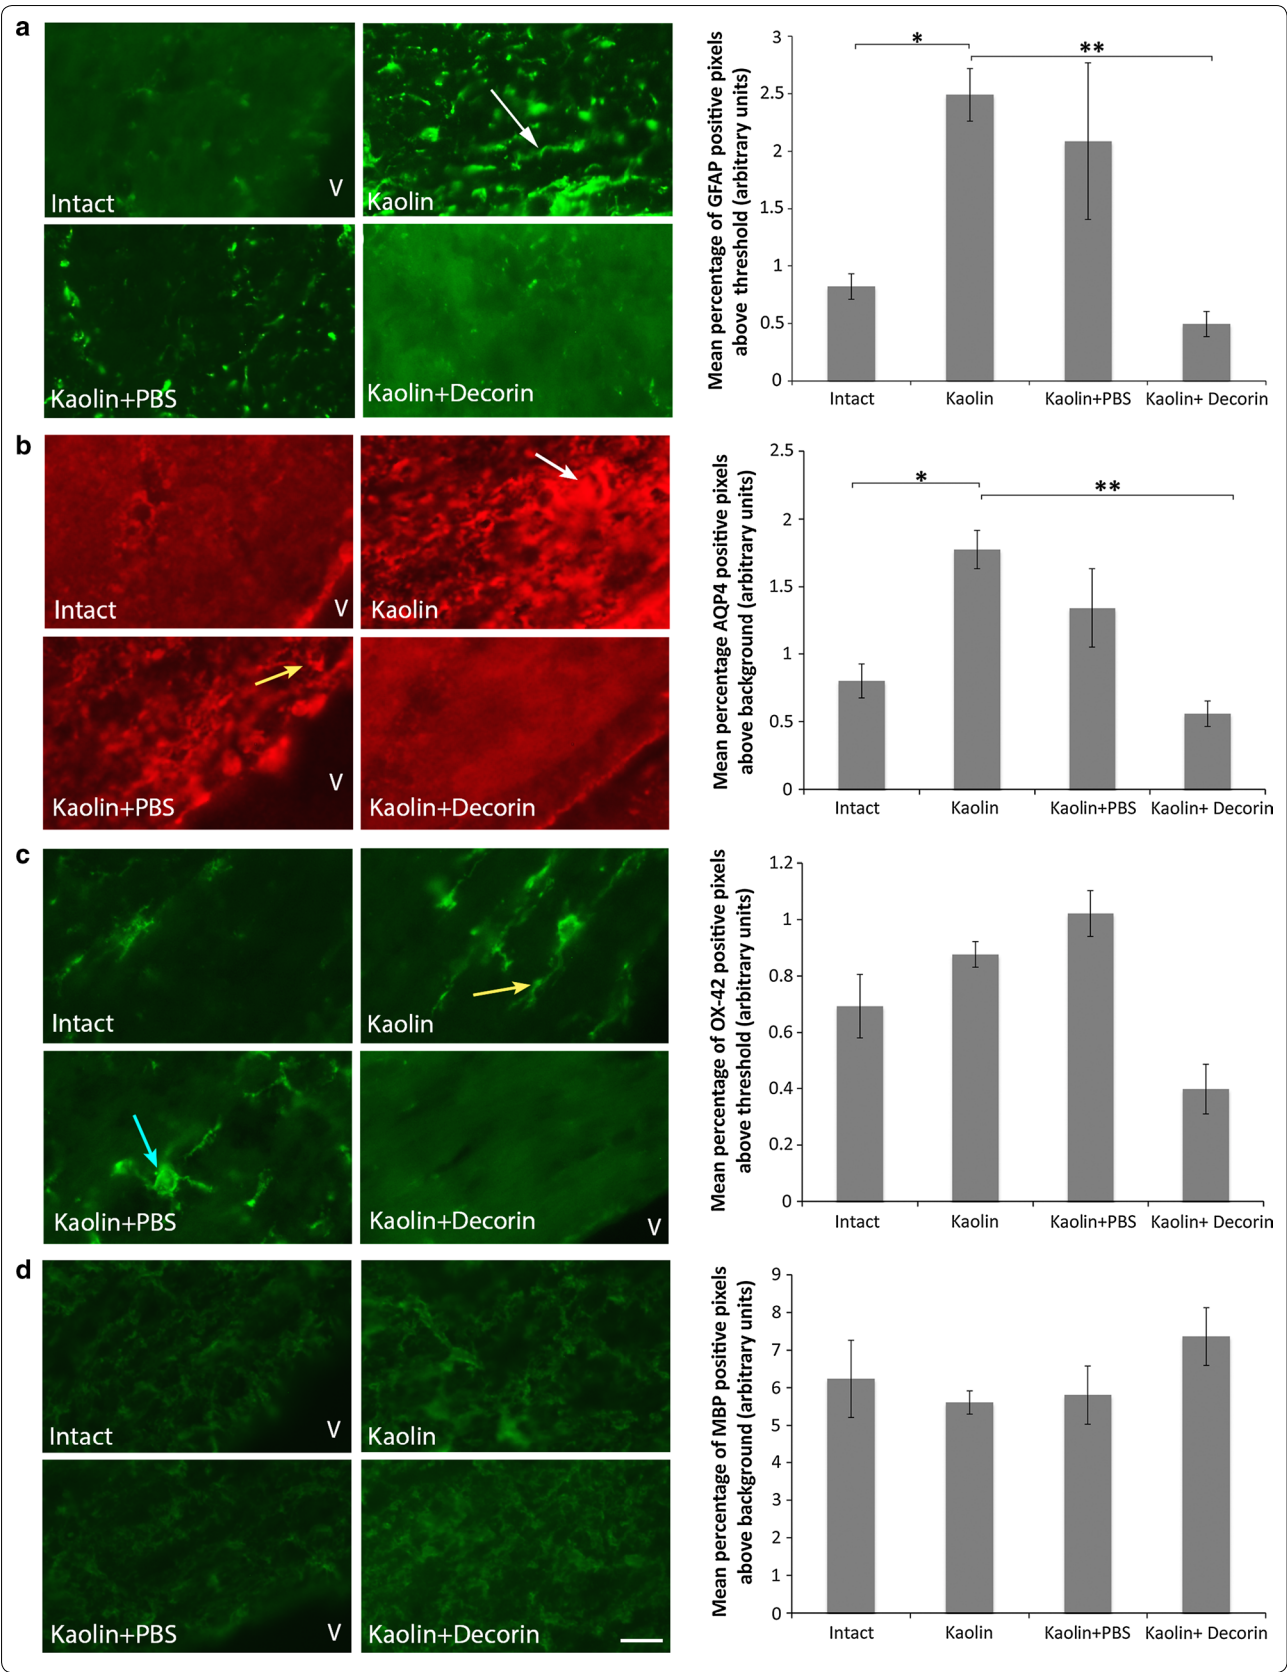 a
Intact
V
Kaolin
Kaolin+PBS
Kaolin+Decorin
Mean percentage of GFAP positive pixels
above threshold (arbitrary units)
3
2.5
2
1.5
1
0.5
0
*
**
Intact
Kaolin
Kaolin+PBS
Kaolin+ Decorin
b
Intact
V
Kaolin
Kaolin+PBS
V
Kaolin+Decorin
Mean percentage AQP4 positive pixels
above background (arbitrary units)
2.5
2
1.5
1
0.5
0
*
**
Intact
Kaolin
Kaolin+PBS
Kaolin+ Decorin
c
Intact
Kaolin
Kaolin+PBS
Kaolin+Decorin
V
Mean percentage of OX-42 positive pixels
above threshold (arbitrary units)
1.2
1
0.8
0.6
0.4
0.2
0
Intact
Kaolin
Kaolin+PBS
Kaolin+ Decorin
d
Intact
V
Kaolin
Kaolin+PBS
V
Kaolin+Decorin
Mean percentage of MBP positive pixels
above background (arbitrary units)
9
8
7
6
5
4
3
2
1
0
Intact
Kaolin
Kaolin+PBS
Kaolin+ Decorin